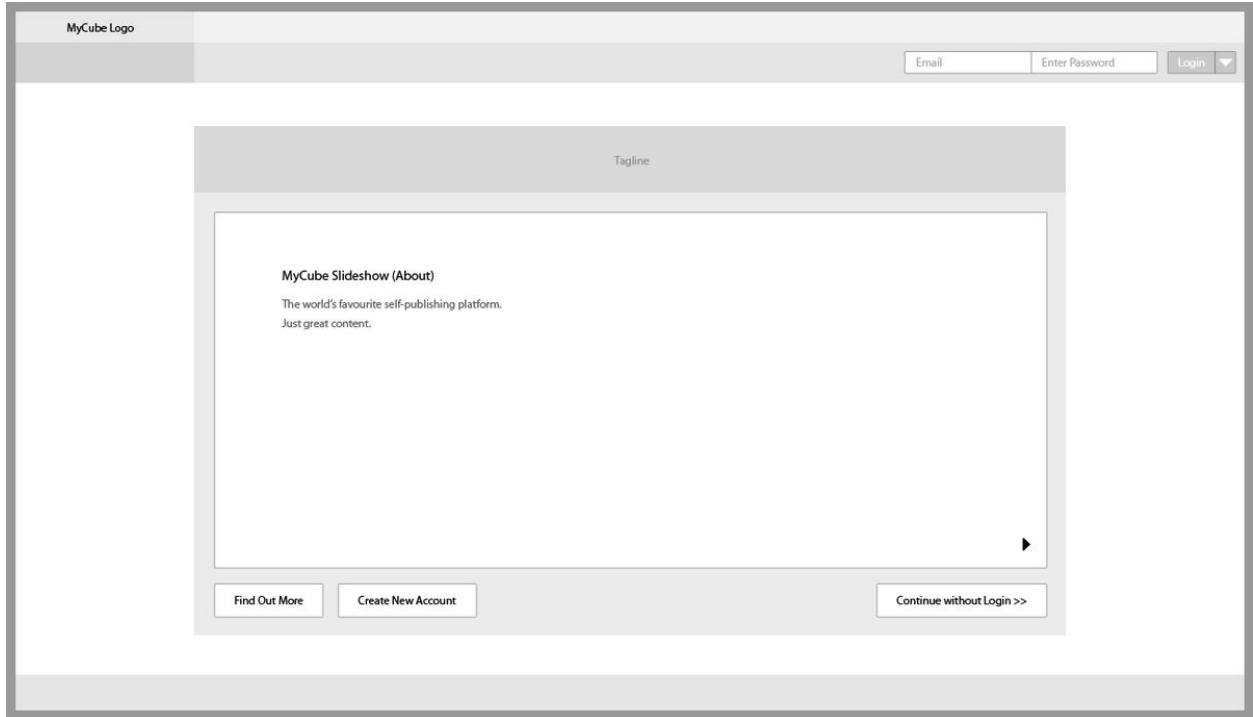 MyCube Logo
Email
Enter Password
Login
Tagline
MyCube Slideshow (About)
The world's favourite self-publishing platform.
Just great content.
Find Out More
Create New Account
Continue without Login >>